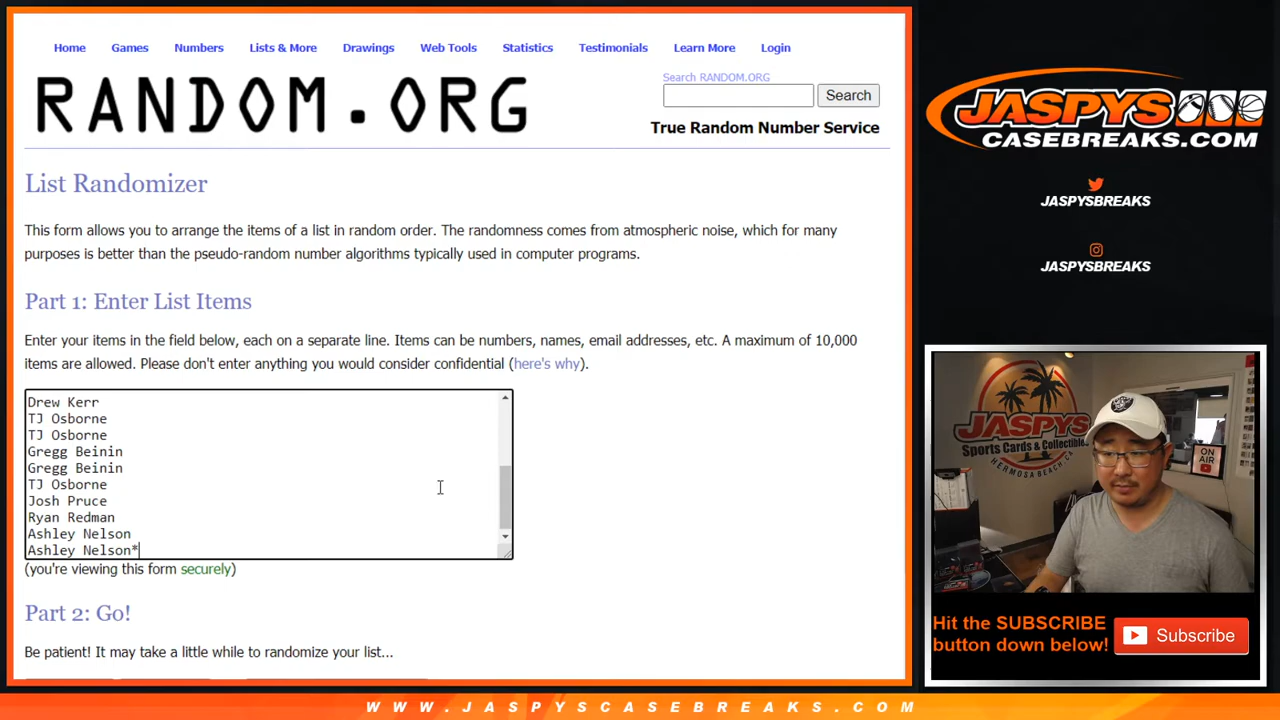 Home Games Numbers Lists & More Drawings Web Tools Statistics Testimonials Learn More Login
RANDOM.ORG
Search RANDOM.ORG
Search
True Random Number Service
List Randomizer
This form allows you to arrange the items of a list in random order. The randomness comes from atmospheric noise, which for many
purposes is better than the pseudo-random number algorithms typically used in computer programs.
Part 1: Enter List Items
Enter your items in the field below, each on a separate line. Items can be numbers, names, email addresses, etc. A maximum of 10,000
items are allowed. Please don't enter anything you would consider confidential (here's why).
Drew Kerr
TJ Osborne
TJ Osborne
Gregg Beinin
Gregg Beinin
TJ Osborne
Josh Pruce
Ryan Redman
Ashley Nelson
Ashley Nelson*
(you're viewing this form securely)
Part 2: Go!
Be patient! It may take a little while to randomize your list...
JASPYS
CASEBREAKS.COM
JASPYSBREAKS
JASPYSBREAKS
JASPYS
Sports Cards & Collectibles
HERMOSA BEACH, CA
ON AIR
Hit the SUBSCRIBE
button down below!
Subscribe
WWW.JASPYSCASEBREAKS.COM